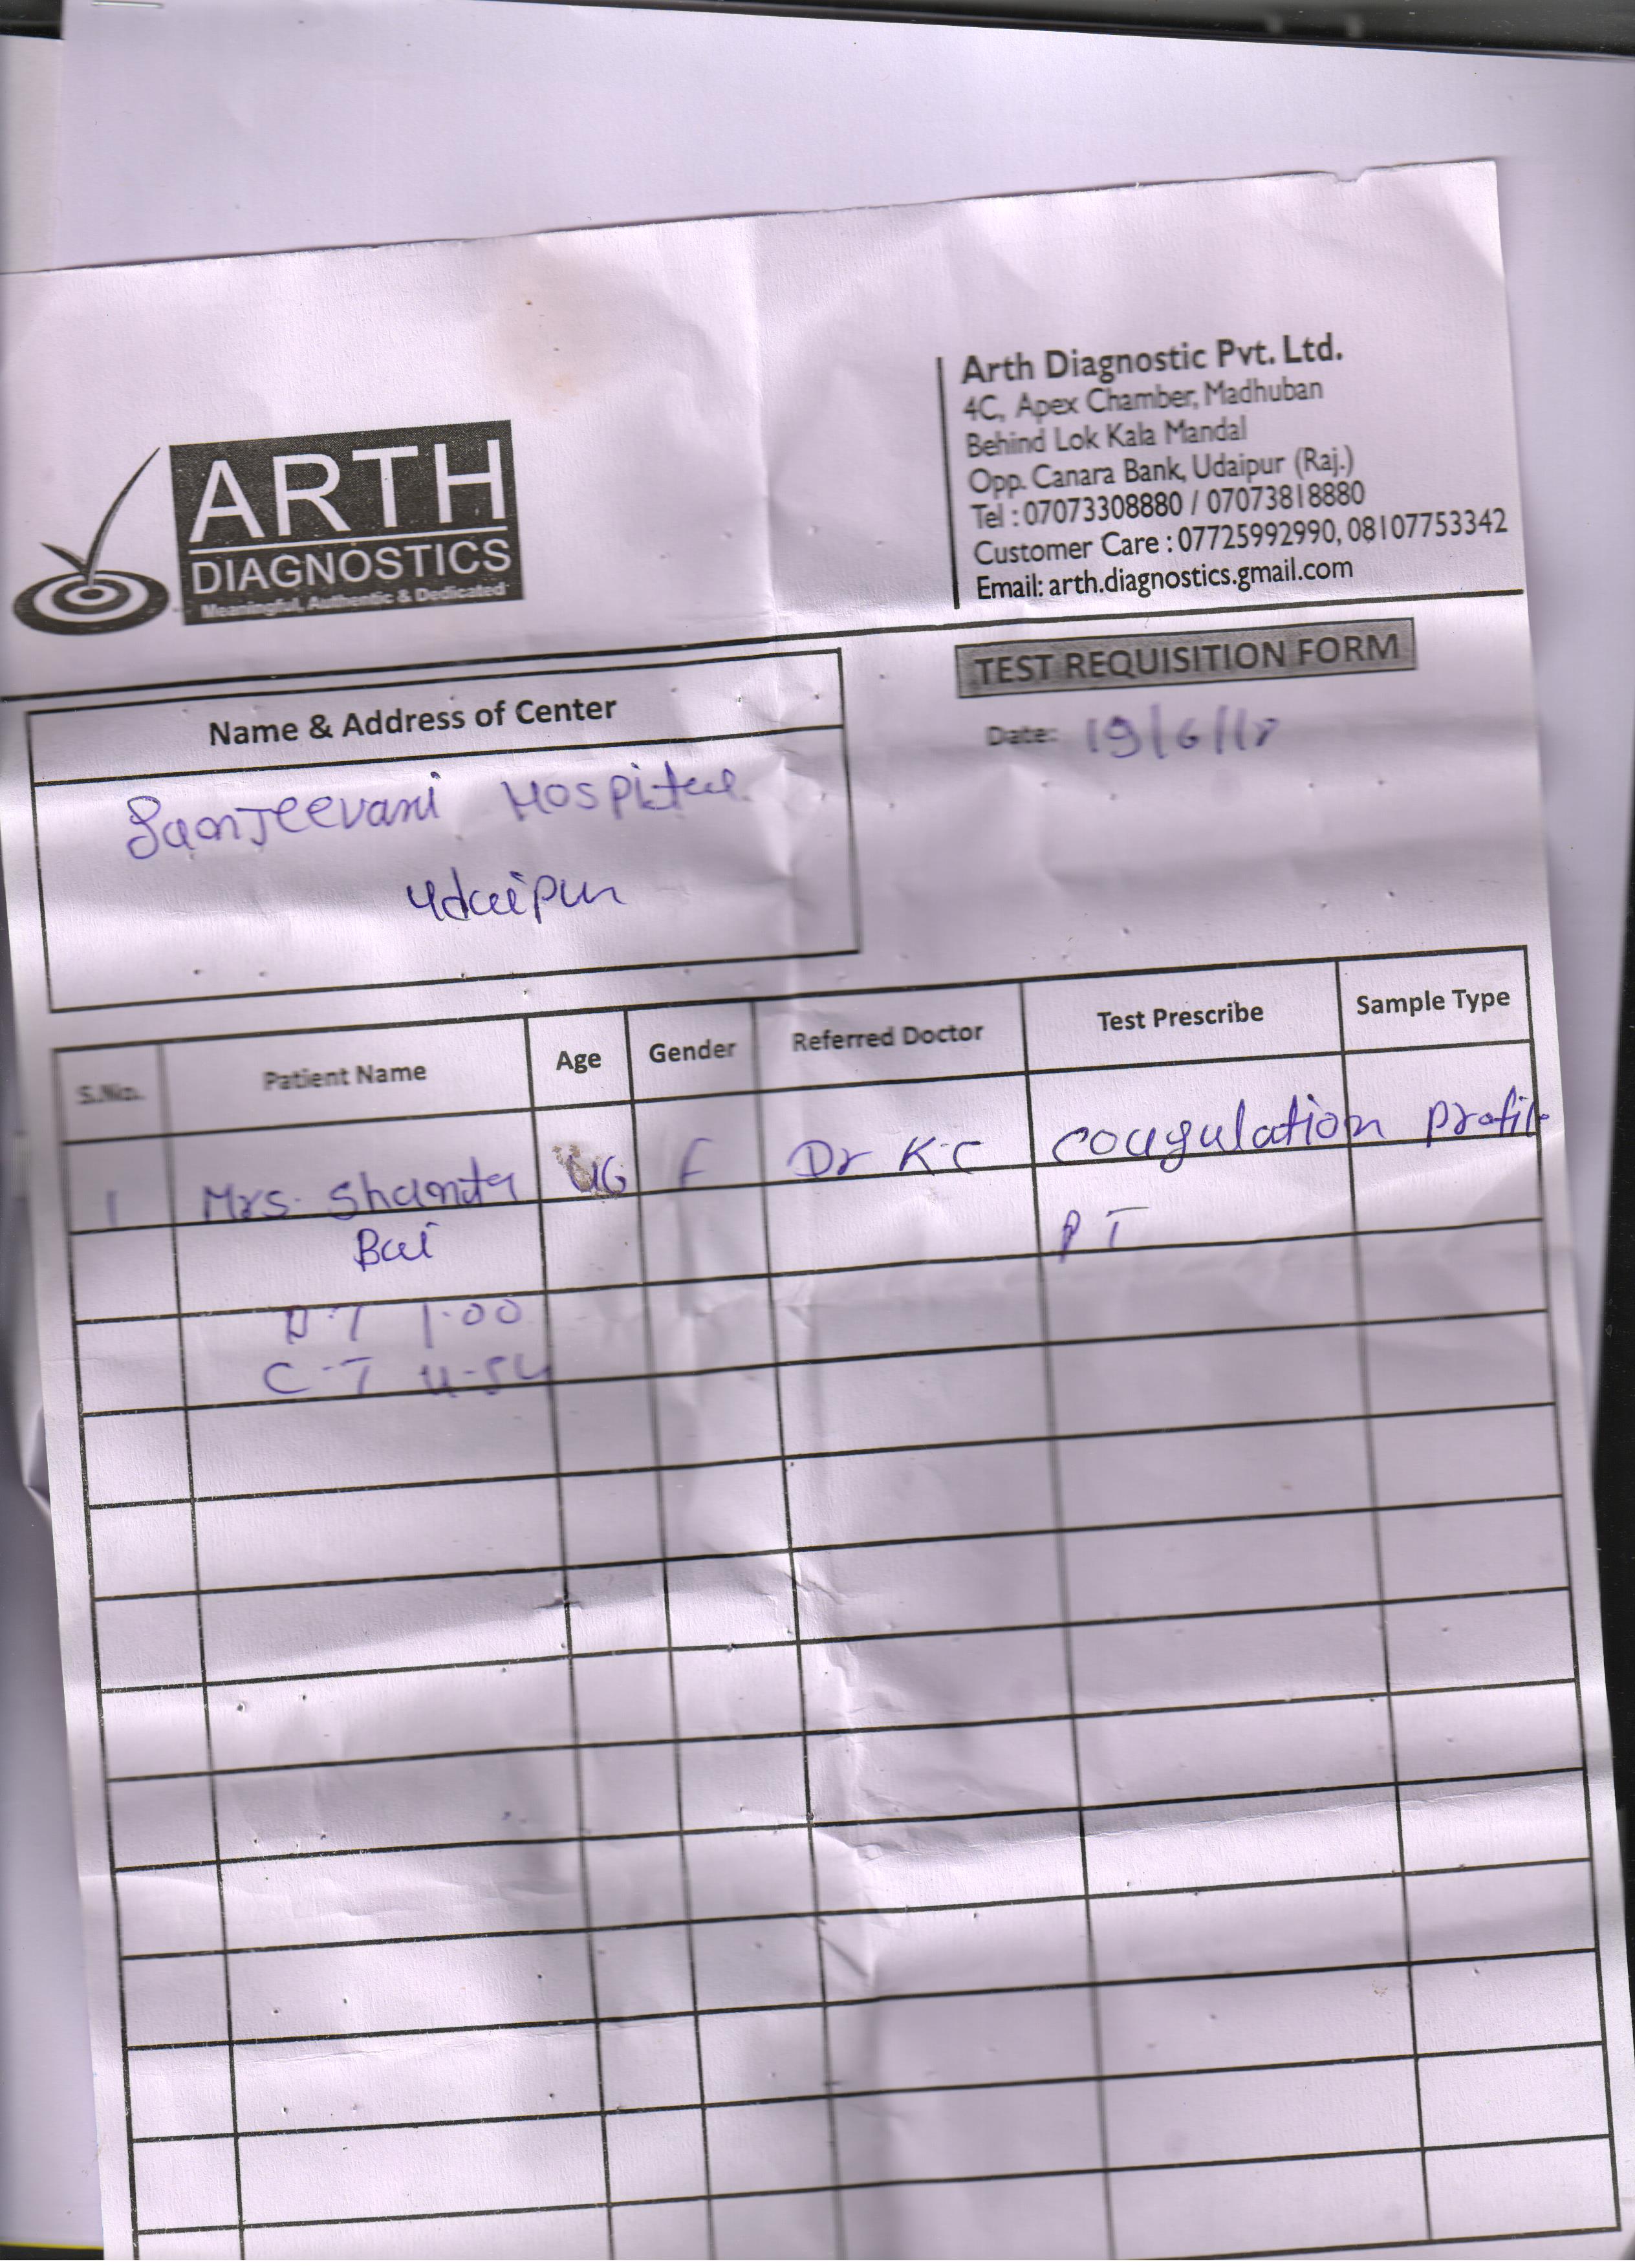 ARTH
DIAGNOSTICS
Meaningful, Authentic & Dedicated
Arth Diagnostic Pvt. Ltd.
4C, Apex Chamber, Madhuban
Behind Lok Kala Mandal
Opp. Canara Bank, Udaipur (Raj.)
Tel : 07073308880 / 07073818880
Customer Care : 07725992990, 08107753342
Email: arth.diagnostics.gmail.com
TEST REQUISITION FORM
Date: 19/6/18
Name & Address of Center
Sanjeevani Hospital
Udaipur
S.No. Patient Name Age Gender Referred Doctor Test Prescribe Sample Type
1 Mrs. Shanta 46 F Dr K.C coagulation profile
Bai PT
B.T 1.00
C.T 4.54